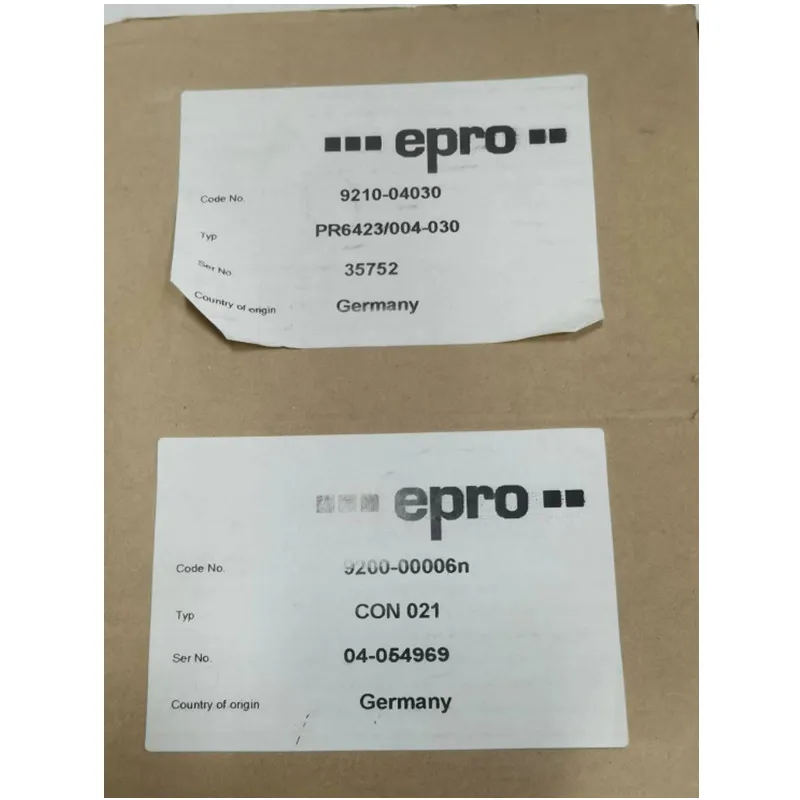 epro
Code No. 9210-04030
Typ PR6423/004-030
Ser No. 35752
Country of origin Germany
epro
Code No. 9200-00006n
Typ CON 021
Ser No. 04-054969
Country of origin Germany